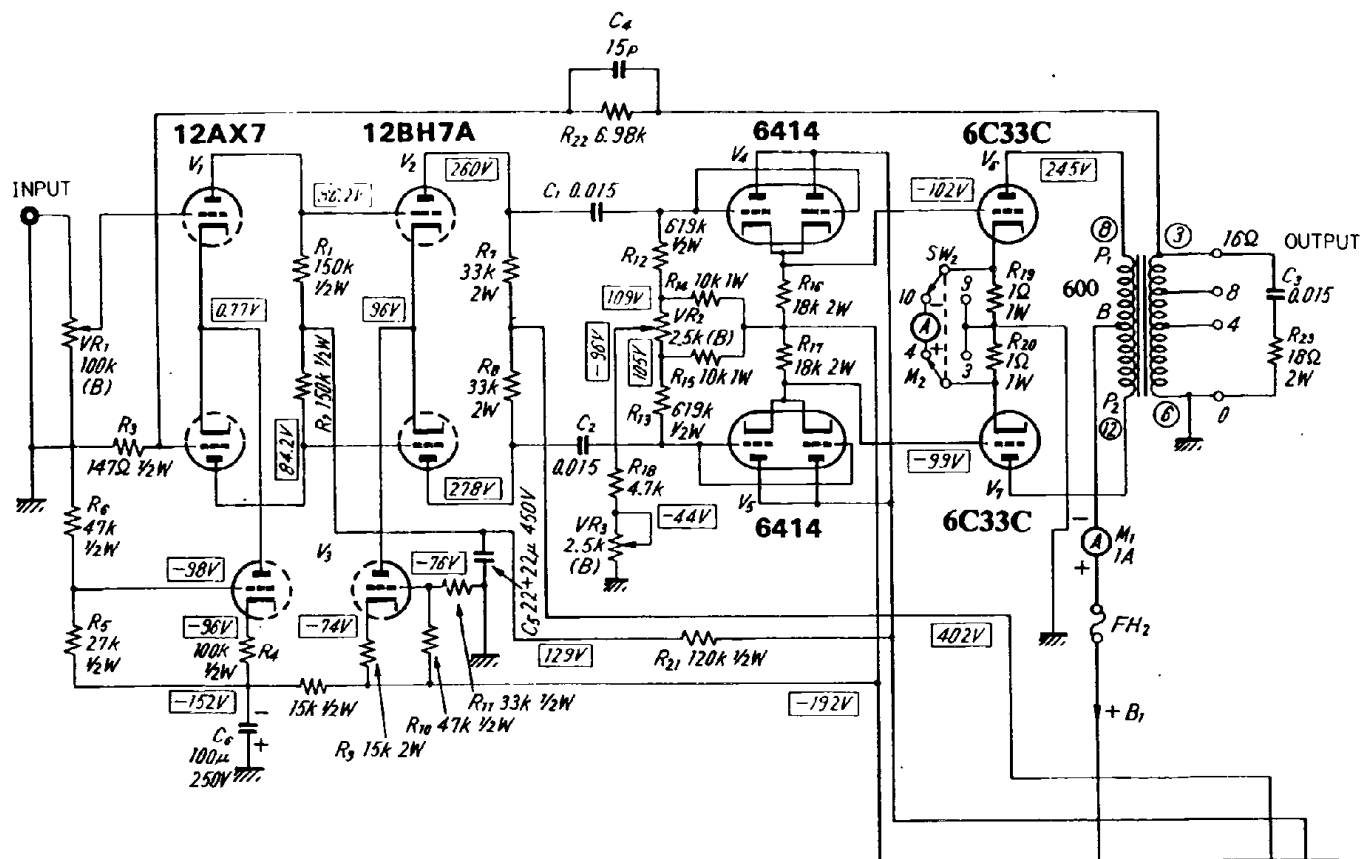 C4
15p
R22 6.98k
12AX7
12BH7A
6414
6C33C
INPUT
V1
V2
V4
V6
260V
C1 0.015
-102V
245V
R1
150k
½W
R7
33k
2W
619k
½W
R12
R14 10k 1W
109V
VR2
2.5k (B)
-96V
105V
R15 10k 1W
R13
619k
½W
R16
18k 2W
R17
18k 2W
SW2
10
9
A
4
+
3
M2
R19
1Ω
1W
R20
1Ω
1W
8
P1
600
B
P2
12
3
16Ω
OUTPUT
8
4
6
0
C3
0.015
18Ω
2W
VR1
100k
(B)
0.77V
96V
150k ½W
R8
33k
2W
R3
147Ω ½W
84.2V
278V
C2
0.015
R18
4.7k
VR3
2.5k
(B)
-44V
V5
6414
-99V
V7
6C33C
R6
47k
½W
V3
-98V
-76V
C5 22+22μ 450V
M1
1A
A
-
+
R5
27k
½W
-96V
100k
½W
R4
-74V
129V
R21 120k ½W
402V
FH2
-152V
-
+
15k ½W
R11 33k ½W
R10 47k ½W
R9 15k 2W
-192V
+ B1
C6
100μ
250V